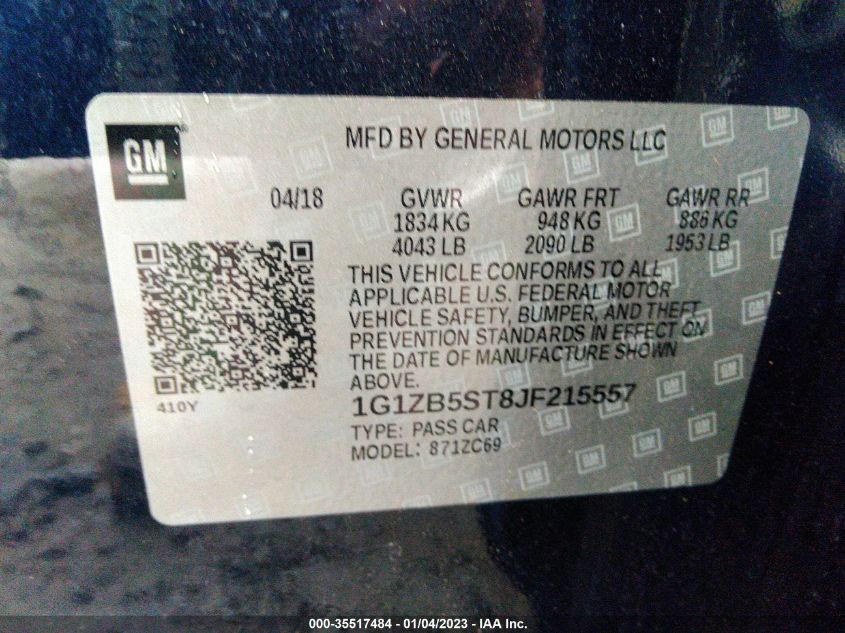 GM
MFD BY GENERAL MOTORS LLC
04/18 GVWR GAWR FRT GAWR RR
1834 KG 948 KG 886 KG
4043 LB 2090 LB 1953 LB
THIS VEHICLE CONFORMS TO ALL
APPLICABLE U.S. FEDERAL MOTOR
VEHICLE SAFETY, BUMPER, AND THEFT
PREVENTION STANDARDS IN EFFECT ON
THE DATE OF MANUFACTURE SHOWN
ABOVE.
410Y
1G1ZB5ST8JF215557
TYPE: PASS CAR
MODEL: 871ZC69
000-35517484 - 01/04/2023 - IAA Inc.